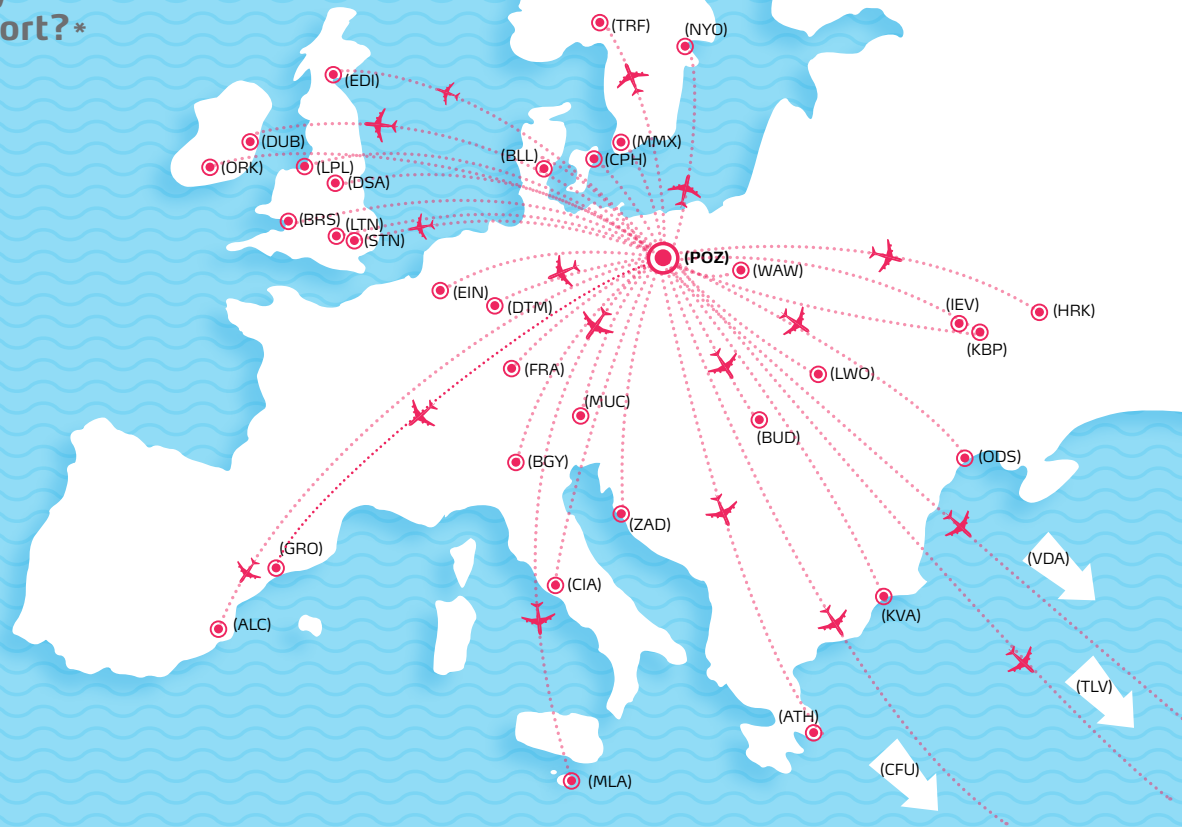 ort?*
(TRF)
(NYO)
(EDI)
(DUB)
(MMX)
(BLL)
(CPH)
(ORK)
(LPL)
(DSA)
(BRS)
(LTN)
(STN)
(POZ)
(WAW)
(EIN)
(DTM)
(IEV)
(HRK)
(KBP)
(FRA)
(LWO)
(MUC)
(BUD)
(BGY)
(ODS)
(ZAD)
(GRO)
(VDA)
(CIA)
(KVA)
(ALC)
(TLV)
(ATH)
(CFU)
(MLA)